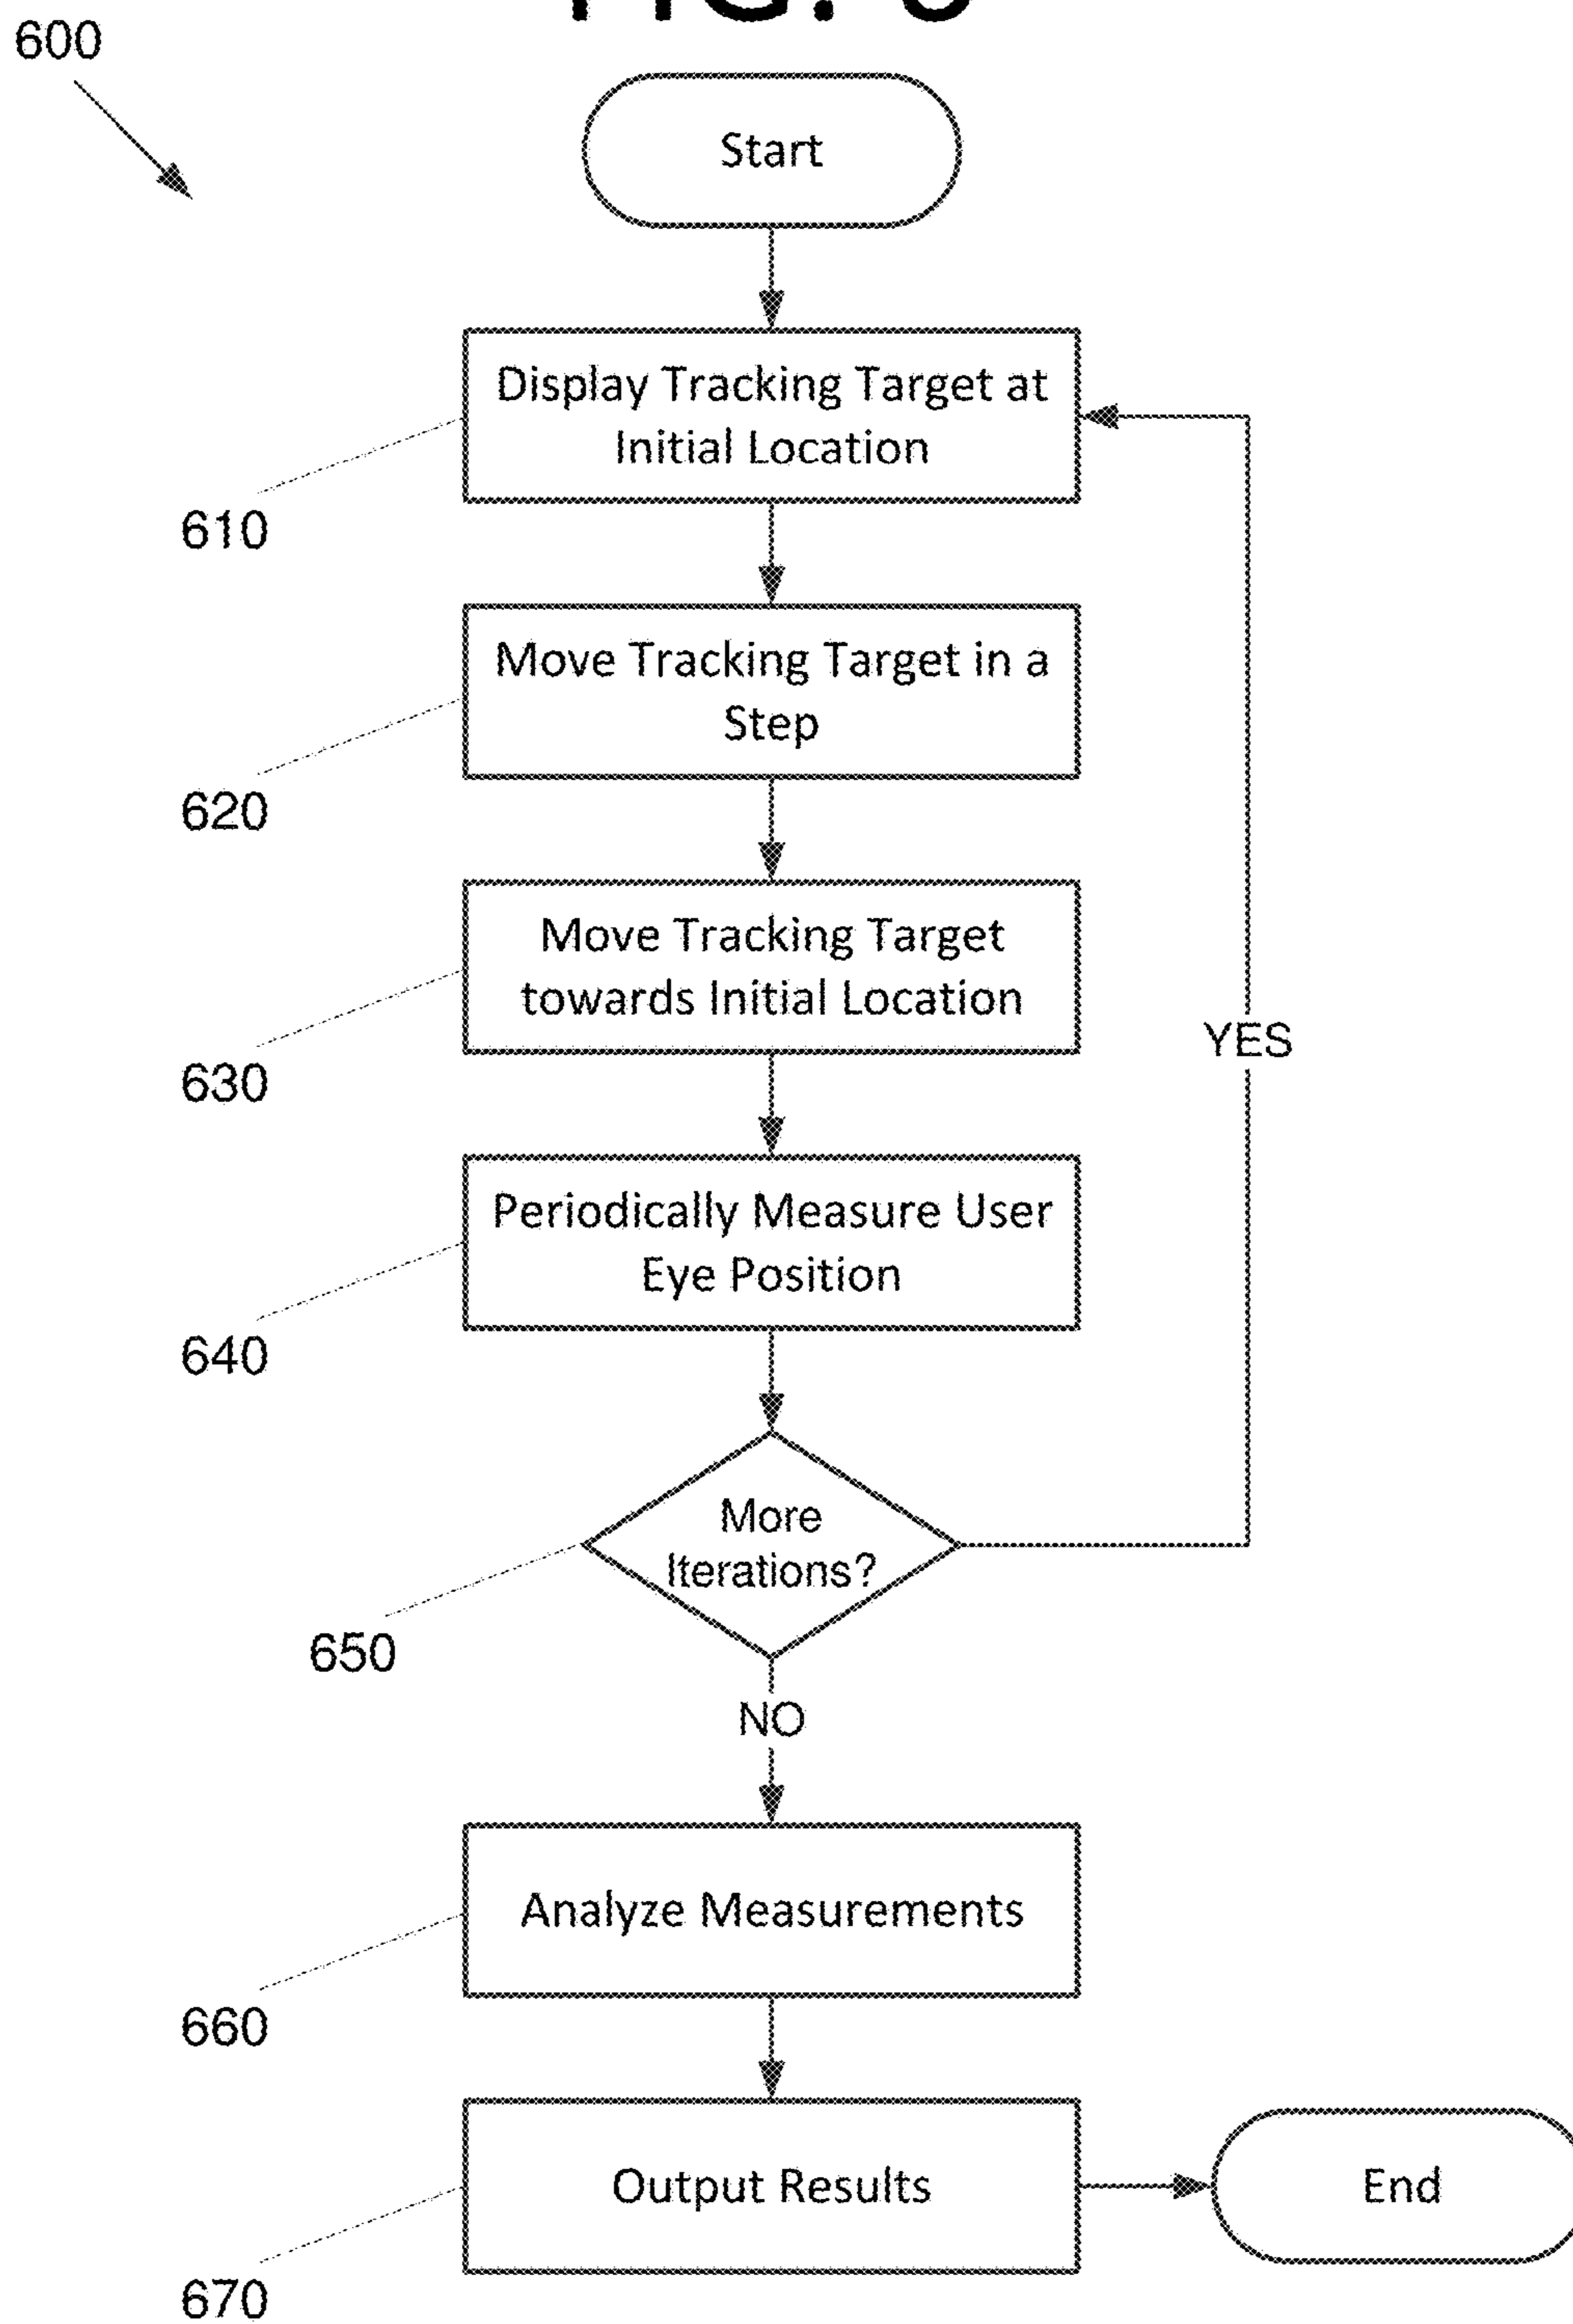 600
Start
Display Tracking Target at
Initial Location
610
Move Tracking Target in a
Step
620
Move Tracking Target
towards Initial Location
630
YES
Periodically Measure User
Eye Position
640
More
Iterations?
650
NO
Analyze Measurements
660
Output Results
End
670